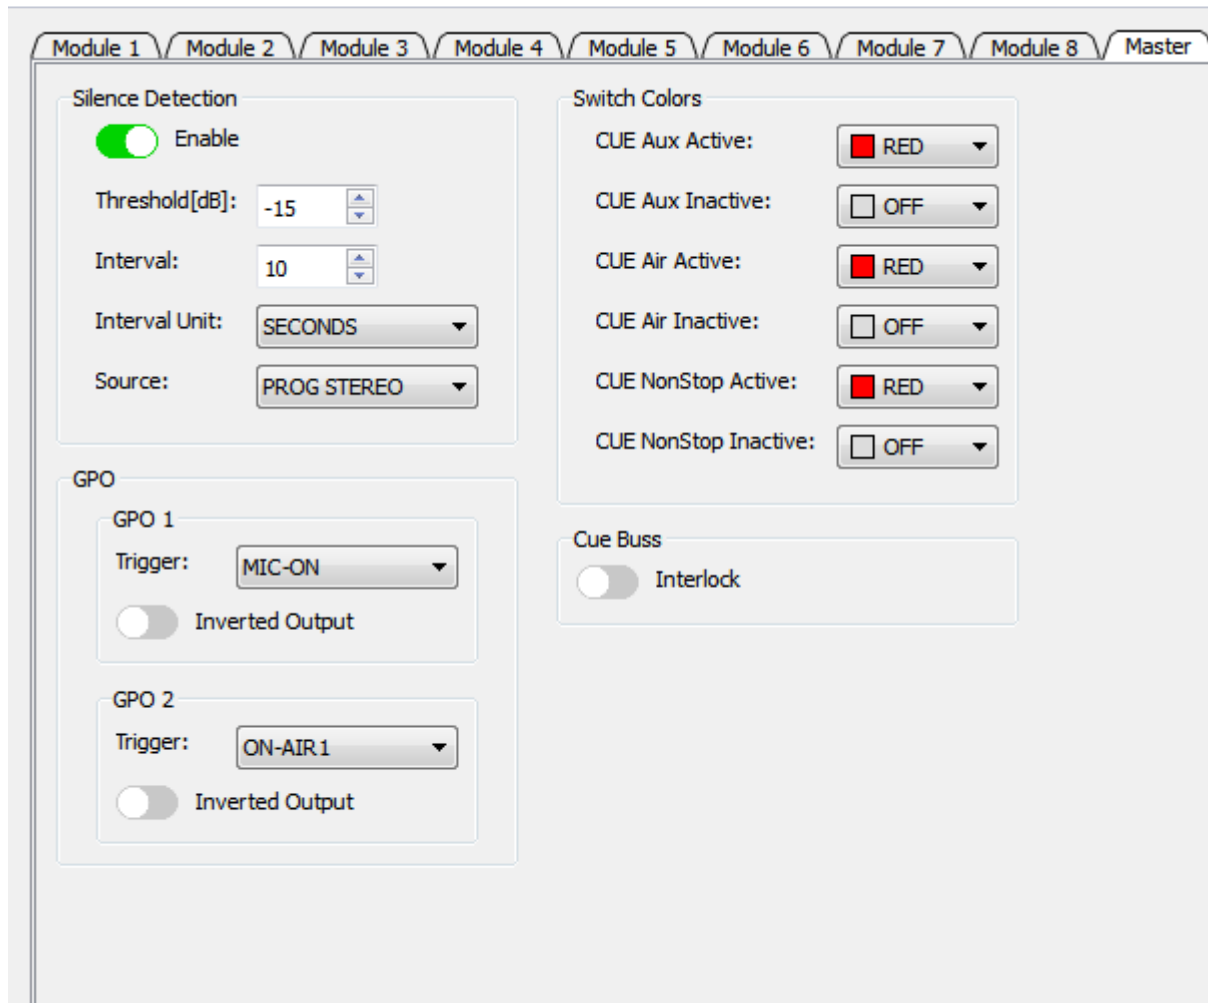 Module 1 Module 2 Module 3 Module 4 Module 5 Module 6 Module 7 Module 8 Master
Silence Detection
Enable
Threshold[dB]: -15
Interval: 10
Interval Unit: SECONDS
Source: PROG STEREO
GPO
GPO 1
Trigger: MIC-ON
Inverted Output
GPO 2
Trigger: ON-AIR1
Inverted Output
Switch Colors
CUE Aux Active: RED
CUE Aux Inactive: OFF
CUE Air Active: RED
CUE Air Inactive: OFF
CUE NonStop Active: RED
CUE NonStop Inactive: OFF
Cue Buss
Interlock